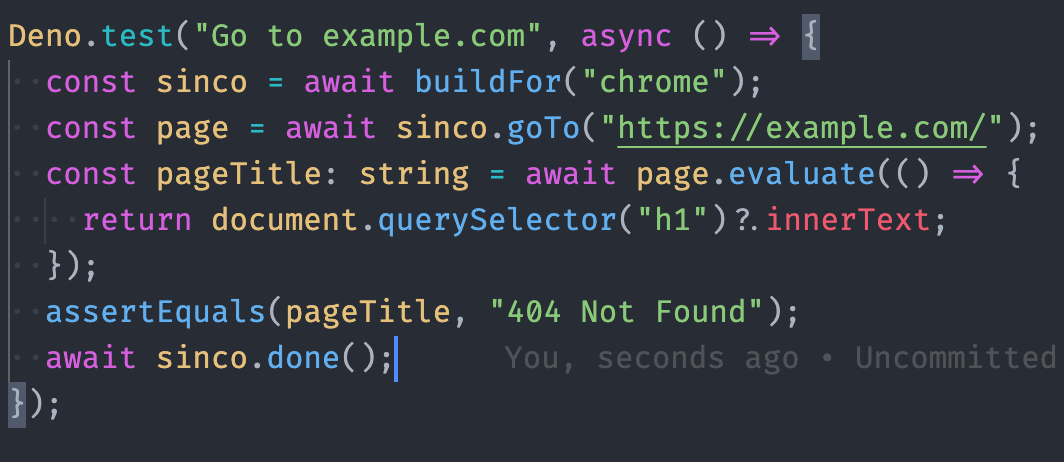 Deno.test("Go to example.com", async () => {
  const sinco = await buildFor("chrome");
  const page = await sinco.goTo("https://example.com/");
  const pageTitle: string = await page.evaluate(() => {
    return document.querySelector("h1")?.innerText;
  });
  assertEquals(pageTitle, "404 Not Found");
  await sinco.done(); You, seconds ago • Uncommitted
});